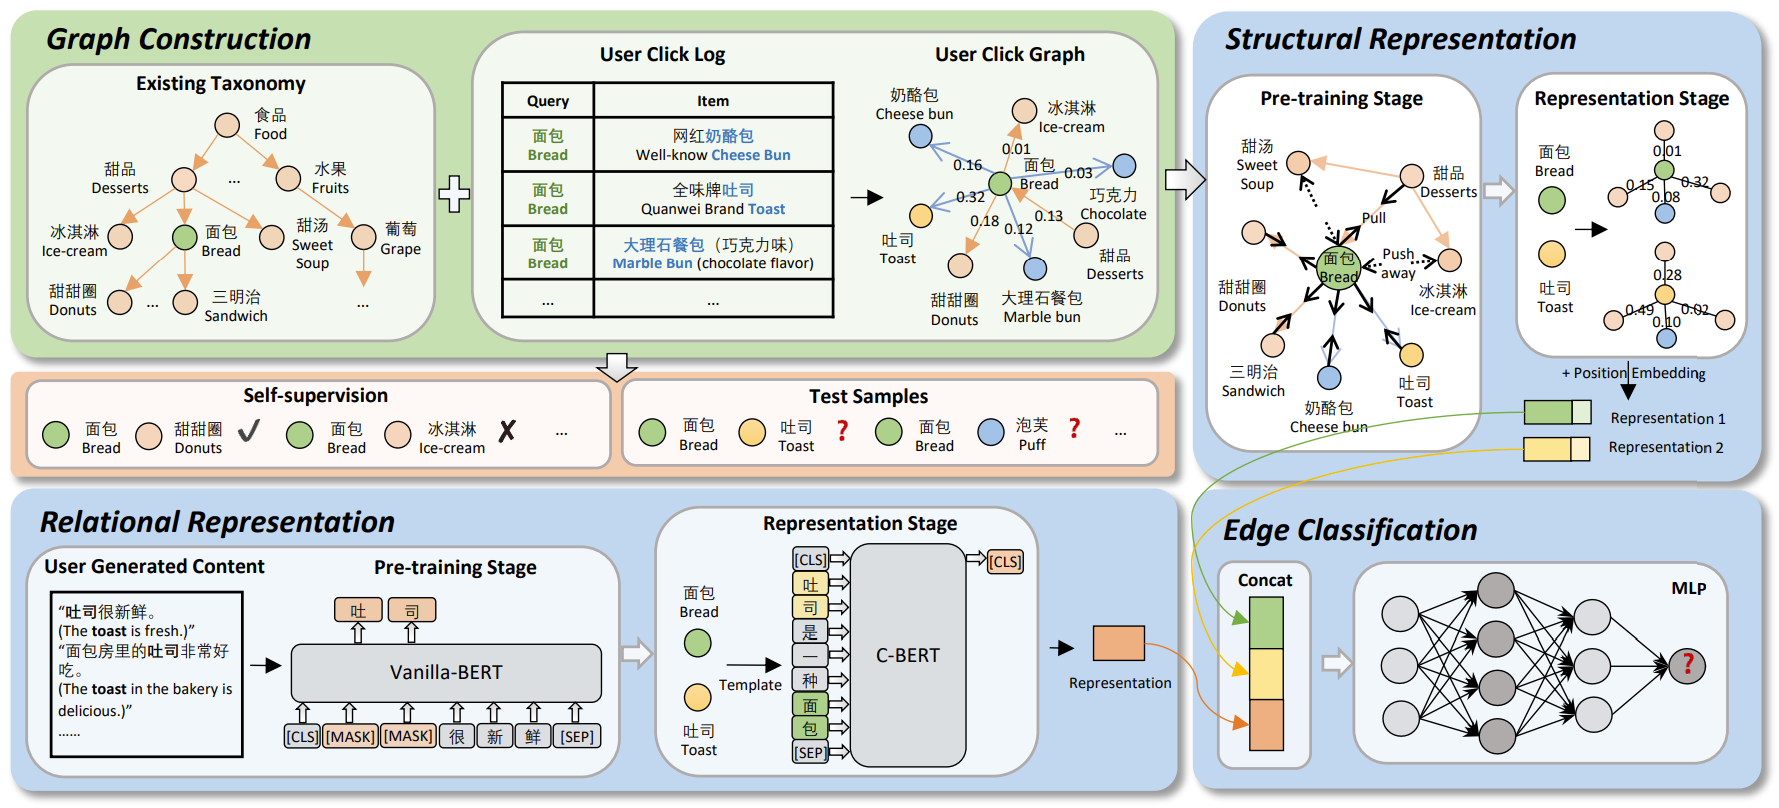 Graph Construction
Existing Taxonomy
食品
Food
甜品
Desserts
...
水果
Fruits
冰淇淋
Ice-cream
面包
Bread
甜汤
Sweet
Soup
葡萄
Grape
甜甜圈
Donuts
...
三明治
Sandwich
...
User Click Log
Query
Item
面包
Bread
网红奶酪包
Well-know Cheese Bun
面包
Bread
全味牌吐司
Quanwei Brand Toast
面包
Bread
大理石餐包（巧克力味）
Marble Bun (chocolate flavor)
...
...
User Click Graph
奶酪包
Cheese bun
冰淇淋
Ice-cream
0.01
0.16
面包
Bread
0.03
巧克力
Chocolate
0.32
吐司
Toast
0.18
0.12
0.13
甜品
Desserts
甜甜圈
Donuts
大理石餐包
Marble bun
Self-supervision
面包
Bread
甜甜圈
Donuts
✓
面包
Bread
冰淇淋
Ice-cream
✗
...
Test Samples
面包
Bread
吐司
Toast
?
面包
Bread
泡芙
Puff
?
...
Structural Representation
Pre-training Stage
甜汤
Sweet
Soup
甜品
Desserts
Pull
面包
Bread
Push
away
甜甜圈
Donuts
冰淇淋
Ice-cream
三明治
Sandwich
奶酪包
Cheese bun
吐司
Toast
Representation Stage
面包
Bread
吐司
Toast
0.01
0.15
0.32
0.08
0.28
0.49
0.02
0.10
+ Position Embedding
Representation 1
Representation 2
Relational Representation
User Generated Content
“吐司很新鲜。
(The toast is fresh.)”
“面包房里的吐司非常好
吃。
(The toast in the bakery is
delicious.)”
......
Pre-training Stage
吐
司
Vanilla-BERT
[CLS]
[MASK]
[MASK]
很
新
鲜
[SEP]
Representation Stage
面包
Bread
Template
吐司
Toast
[CLS]
吐
司
是
一
种
面
包
[SEP]
C-BERT
[CLS]
Representation
Edge Classification
Concat
MLP
?